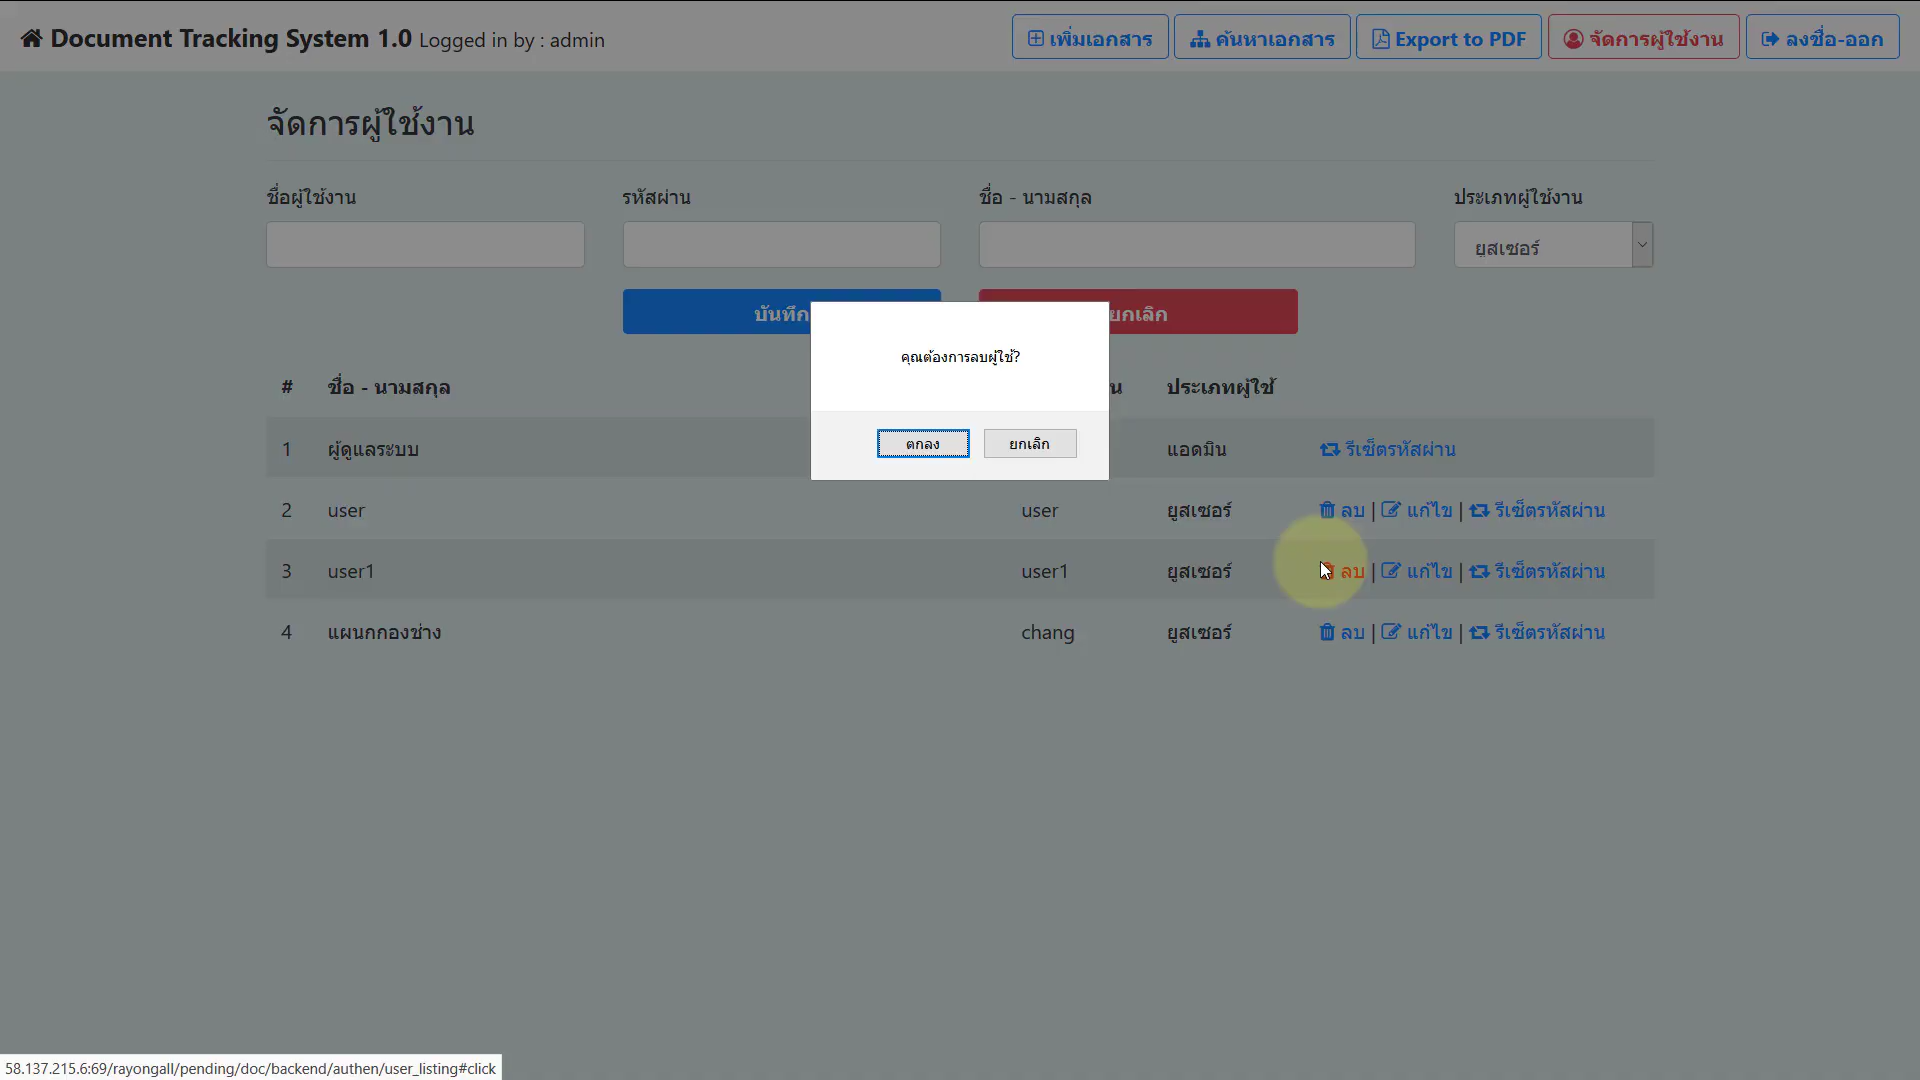 Document Tracking System 1.0 Logged in by : admin
เพิ่มเอกสาร ค้นหาเอกสาร Export to PDF จัดการผู้ใช้งาน ลงชื่อ-ออก
จัดการผู้ใช้งาน
ชื่อผู้ใช้งาน รหัสผ่าน ชื่อ - นามสกุล ประเภทผู้ใช้งาน
ยูสเซอร์
บันทึก ยกเลิก
คุณต้องการลบผู้ใช้?
ตกลง ยกเลิก
# ชื่อ - นามสกุล น ประเภทผู้ใช้
1 ผู้ดูแลระบบ แอดมิน รีเซ็ตรหัสผ่าน
2 user user ยูสเซอร์ ลบ | แก้ไข | รีเซ็ตรหัสผ่าน
3 user1 user1 ยูสเซอร์ ลบ | แก้ไข | รีเซ็ตรหัสผ่าน
4 แผนกกองช่าง chang ยูสเซอร์ ลบ | แก้ไข | รีเซ็ตรหัสผ่าน
58.137.215.6:69/rayongall/pending/doc/backend/authen/user_listing#click